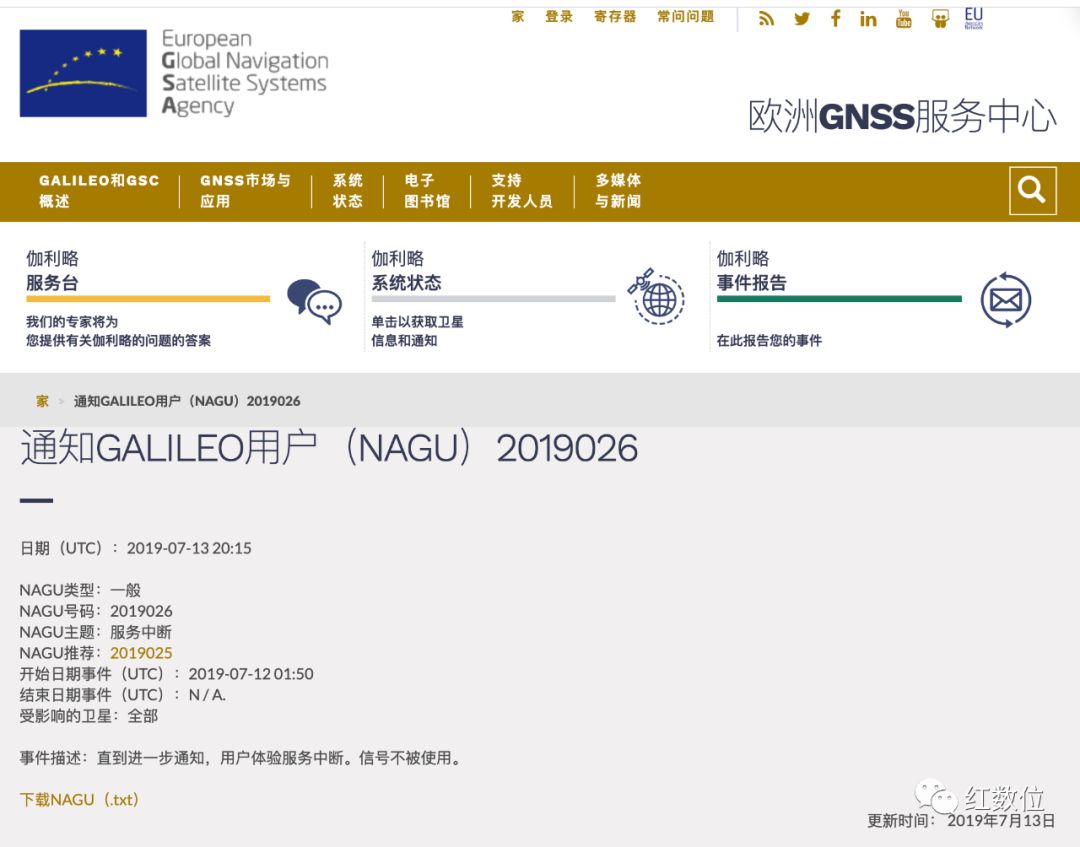 家 登录 寄存器 常问问题
EU
European
Global Navigation
Satellite Systems
Agency
欧洲GNSS服务中心
GALILEO和GSC
概述
GNSS市场与
应用
系统
状态
电子
图书馆
支持
开发人员
多媒体
与新闻
伽利略
服务台
我们的专家将为
您提供有关伽利略的问题的答案
伽利略
系统状态
单击以获取卫星
信息和通知
伽利略
事件报告
在此报告您的事件
家 > 通知GALILEO用户（NAGU）2019026
通知GALILEO用户（NAGU）2019026
日期（UTC）：2019-07-13 20:15
NAGU类型：一般
NAGU号码：2019026
NAGU主题：服务中断
NAGU推荐：2019025
开始日期事件（UTC）：2019-07-12 01:50
结束日期事件（UTC）：N / A.
受影响的卫星：全部
事件描述：直到进一步通知，用户体验服务中断。信号不被使用。
下载NAGU（.txt）
红数位
更新时间： 2019年7月13日